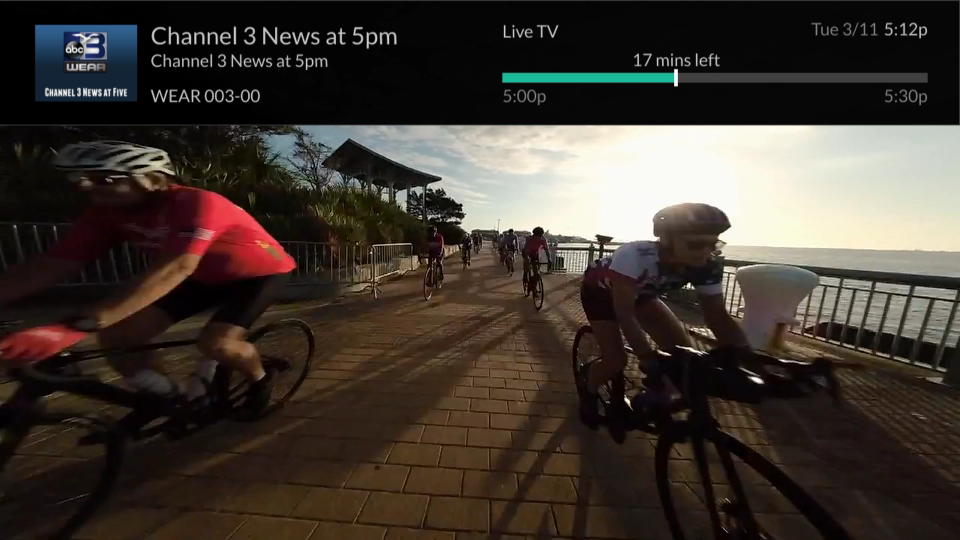 abc 3
WEAR
CHANNEL 3 NEWS AT FIVE
Channel 3 News at 5pm
Channel 3 News at 5pm
WEAR 003-00
Live TV
Tue 3/11 5:12p
17 mins left
5:00p
5:30p